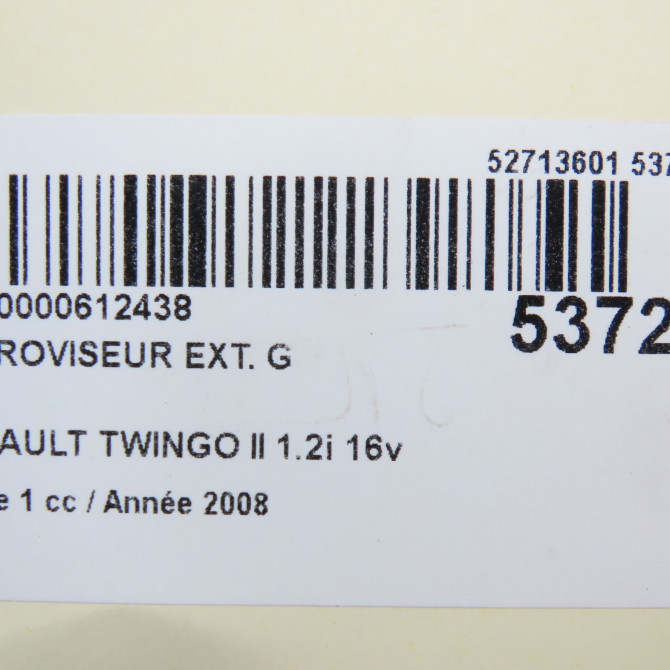 52713601 537
0000612438
5372
ROVISEUR EXT. G
AULT TWINGO II 1.2i 16v
e 1 cc / Année 2008